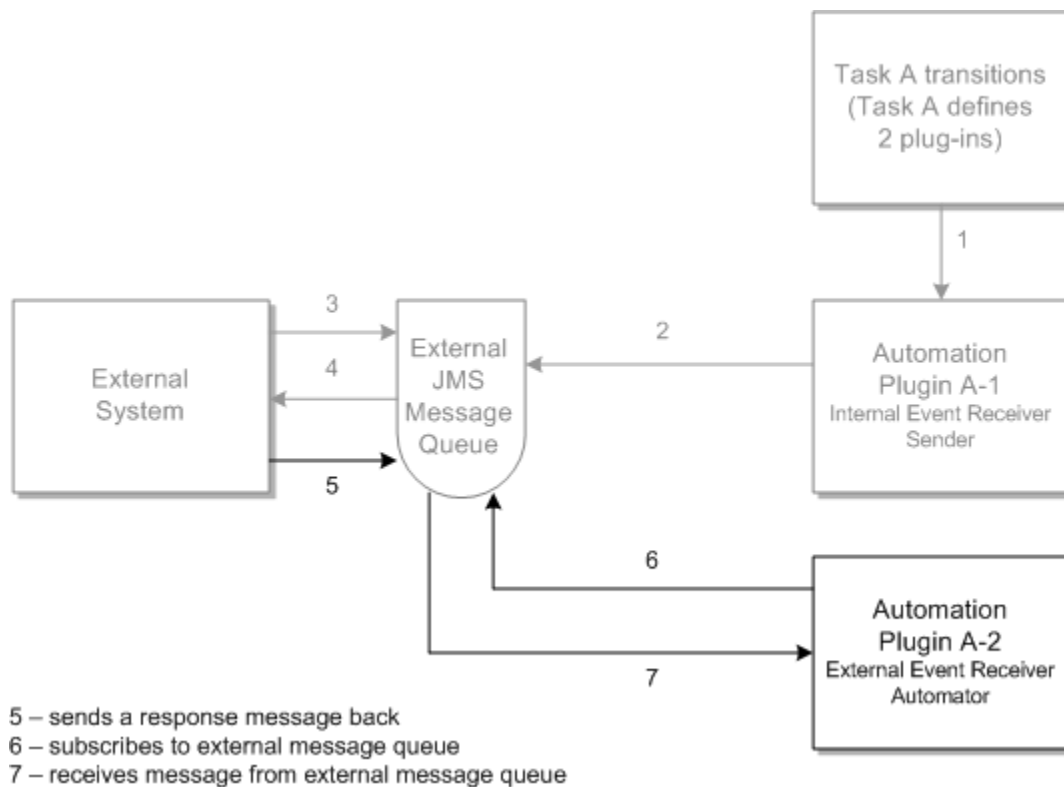 Task A transitions
(Task A defines
2 plug-ins)
1
External
System
3
4
5
External
JMS
Message
Queue
2
Automation
Plugin A-1
Internal Event Receiver
Sender
6
7
Automation
Plugin A-2
External Event Receiver
Automator
5 – sends a response message back
6 – subscribes to external message queue
7 – receives message from external message queue